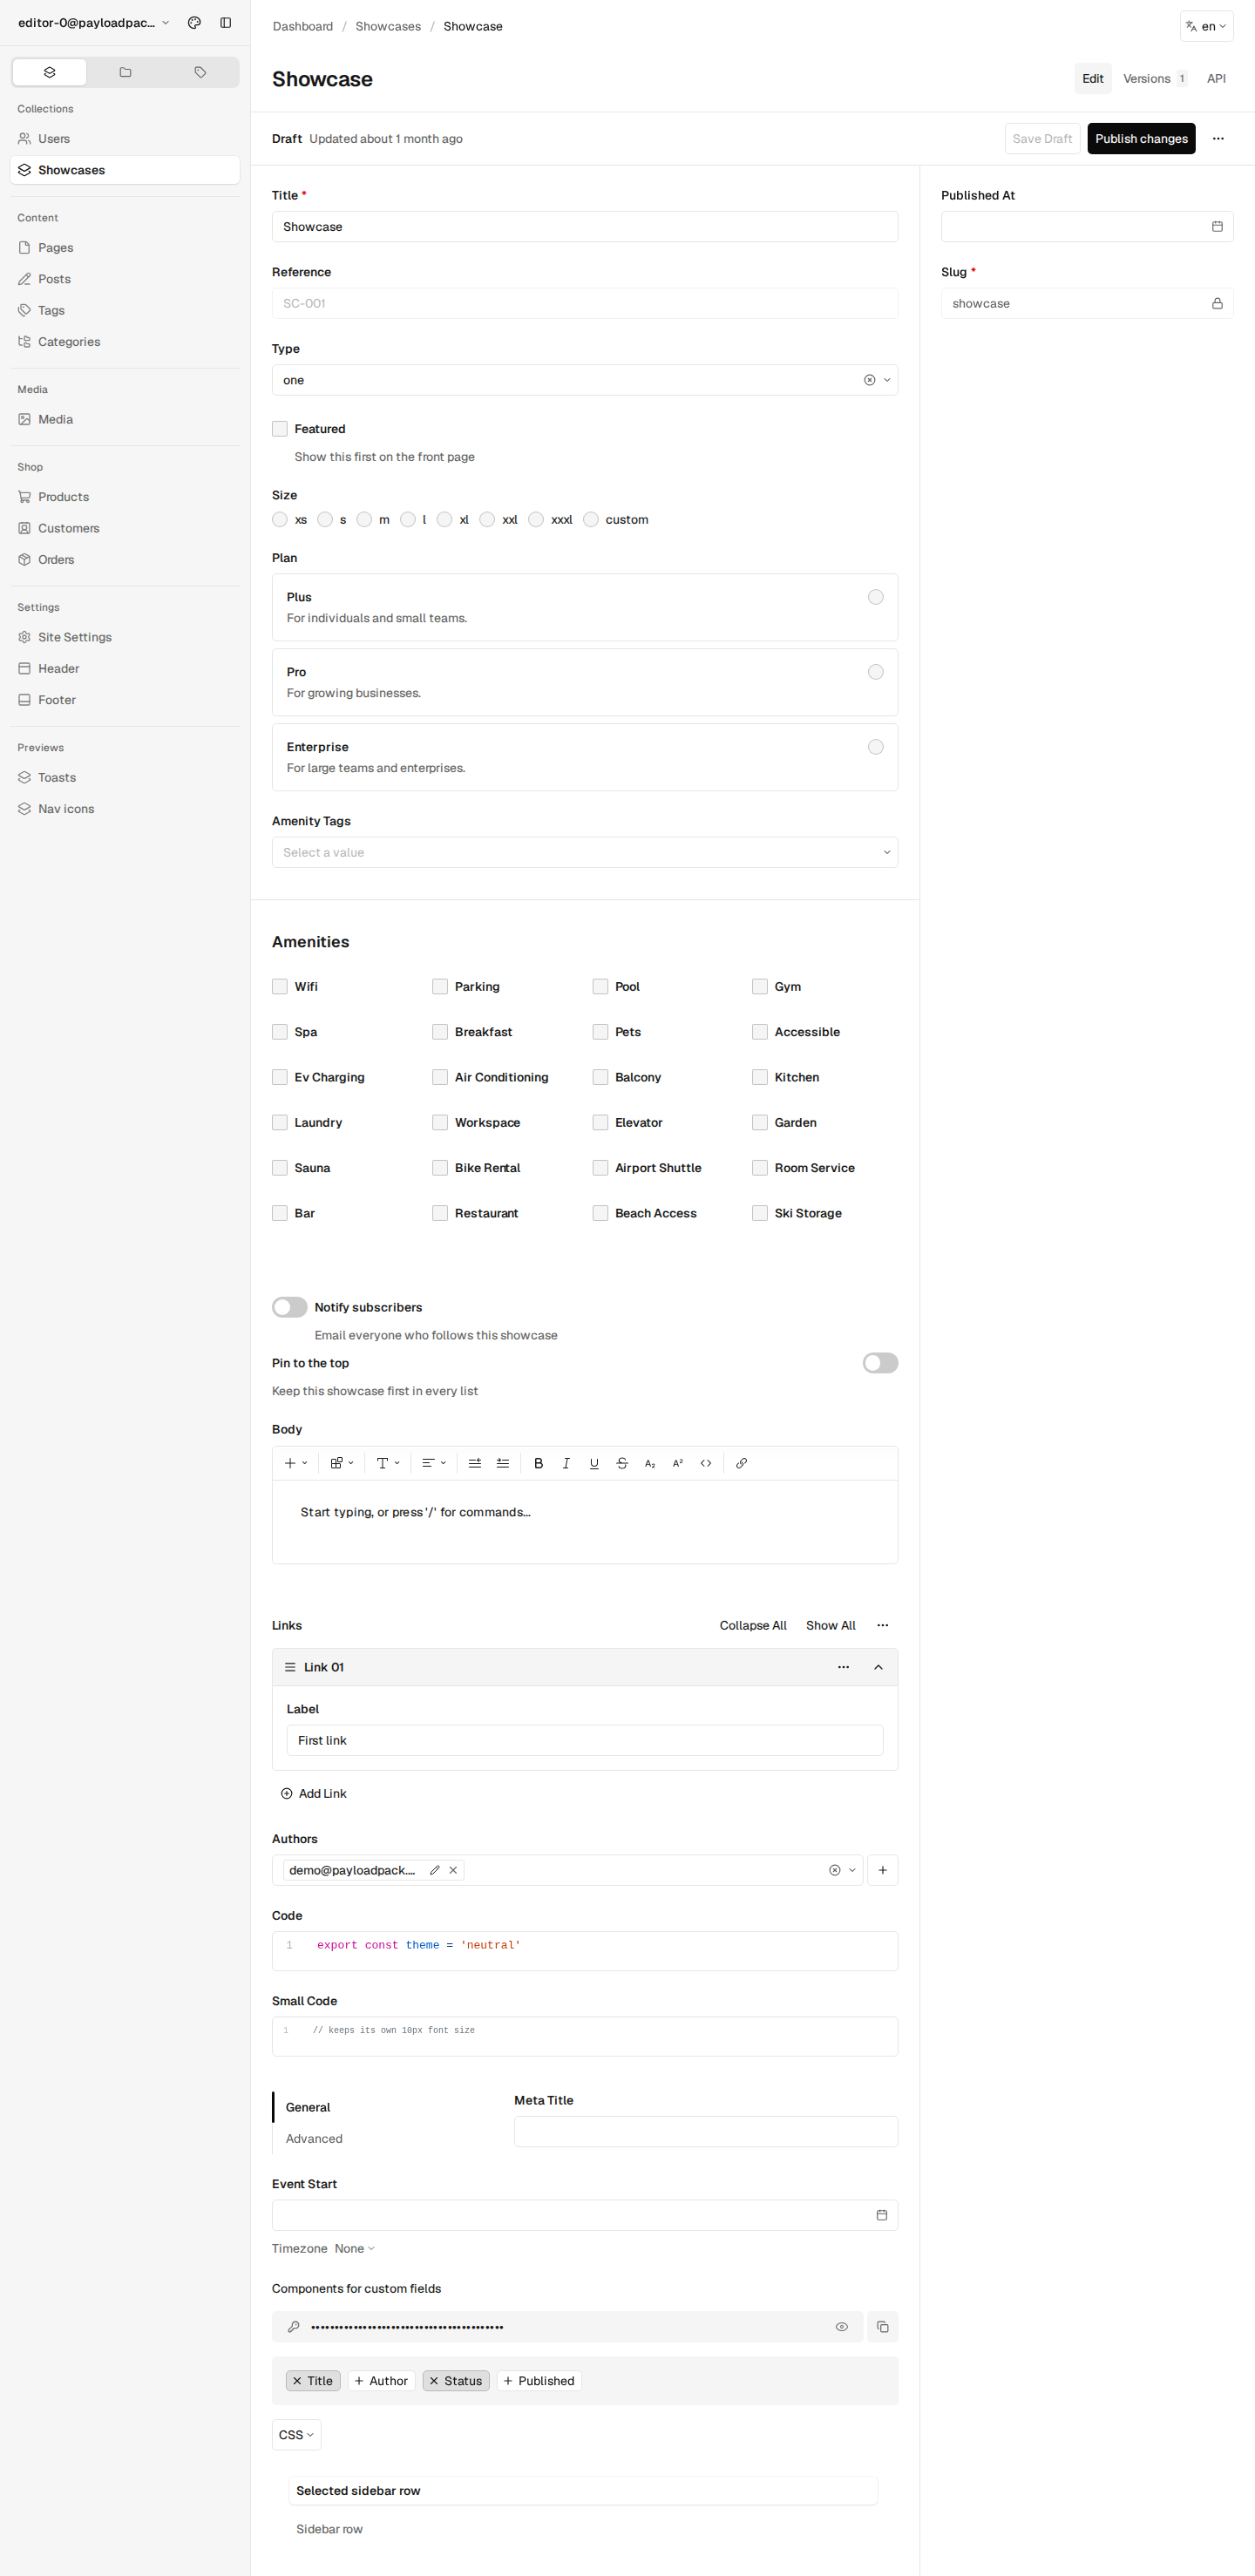 editor-0@payloadpac...
Collections
Users
Showcases
Content
Pages
Posts
Tags
Categories
Media
Media
Shop
Products
Customers
Orders
Settings
Site Settings
Header
Footer
Previews
Toasts
Nav icons
Dashboard / Showcases / Showcase
en
Showcase
Edit Versions 1 API
Draft Updated about 1 month ago
Save Draft Publish changes
Title *
Showcase
Reference
SC-001
Type
one
Featured
Show this first on the front page
Size
xs s m l xl xxl xxxl custom
Plan
Plus
For individuals and small teams.
Pro
For growing businesses.
Enterprise
For large teams and enterprises.
Amenity Tags
Select a value
Amenities
Wifi Parking Pool Gym
Spa Breakfast Pets Accessible
Ev Charging Air Conditioning Balcony Kitchen
Laundry Workspace Elevator Garden
Sauna Bike Rental Airport Shuttle Room Service
Bar Restaurant Beach Access Ski Storage
Notify subscribers
Email everyone who follows this showcase
Pin to the top
Keep this showcase first in every list
Body
Start typing, or press '/' for commands...
Links
Collapse All Show All
Link 01
Label
First link
Add Link
Authors
demo@payloadpack....
Code
1 export const theme = 'neutral'
Small Code
1 // keeps its own 10px font size
General
Advanced
Meta Title
Event Start
Timezone None
Components for custom fields
Title Author Status Published
CSS
Selected sidebar row
Sidebar row
Published At
Slug *
showcase